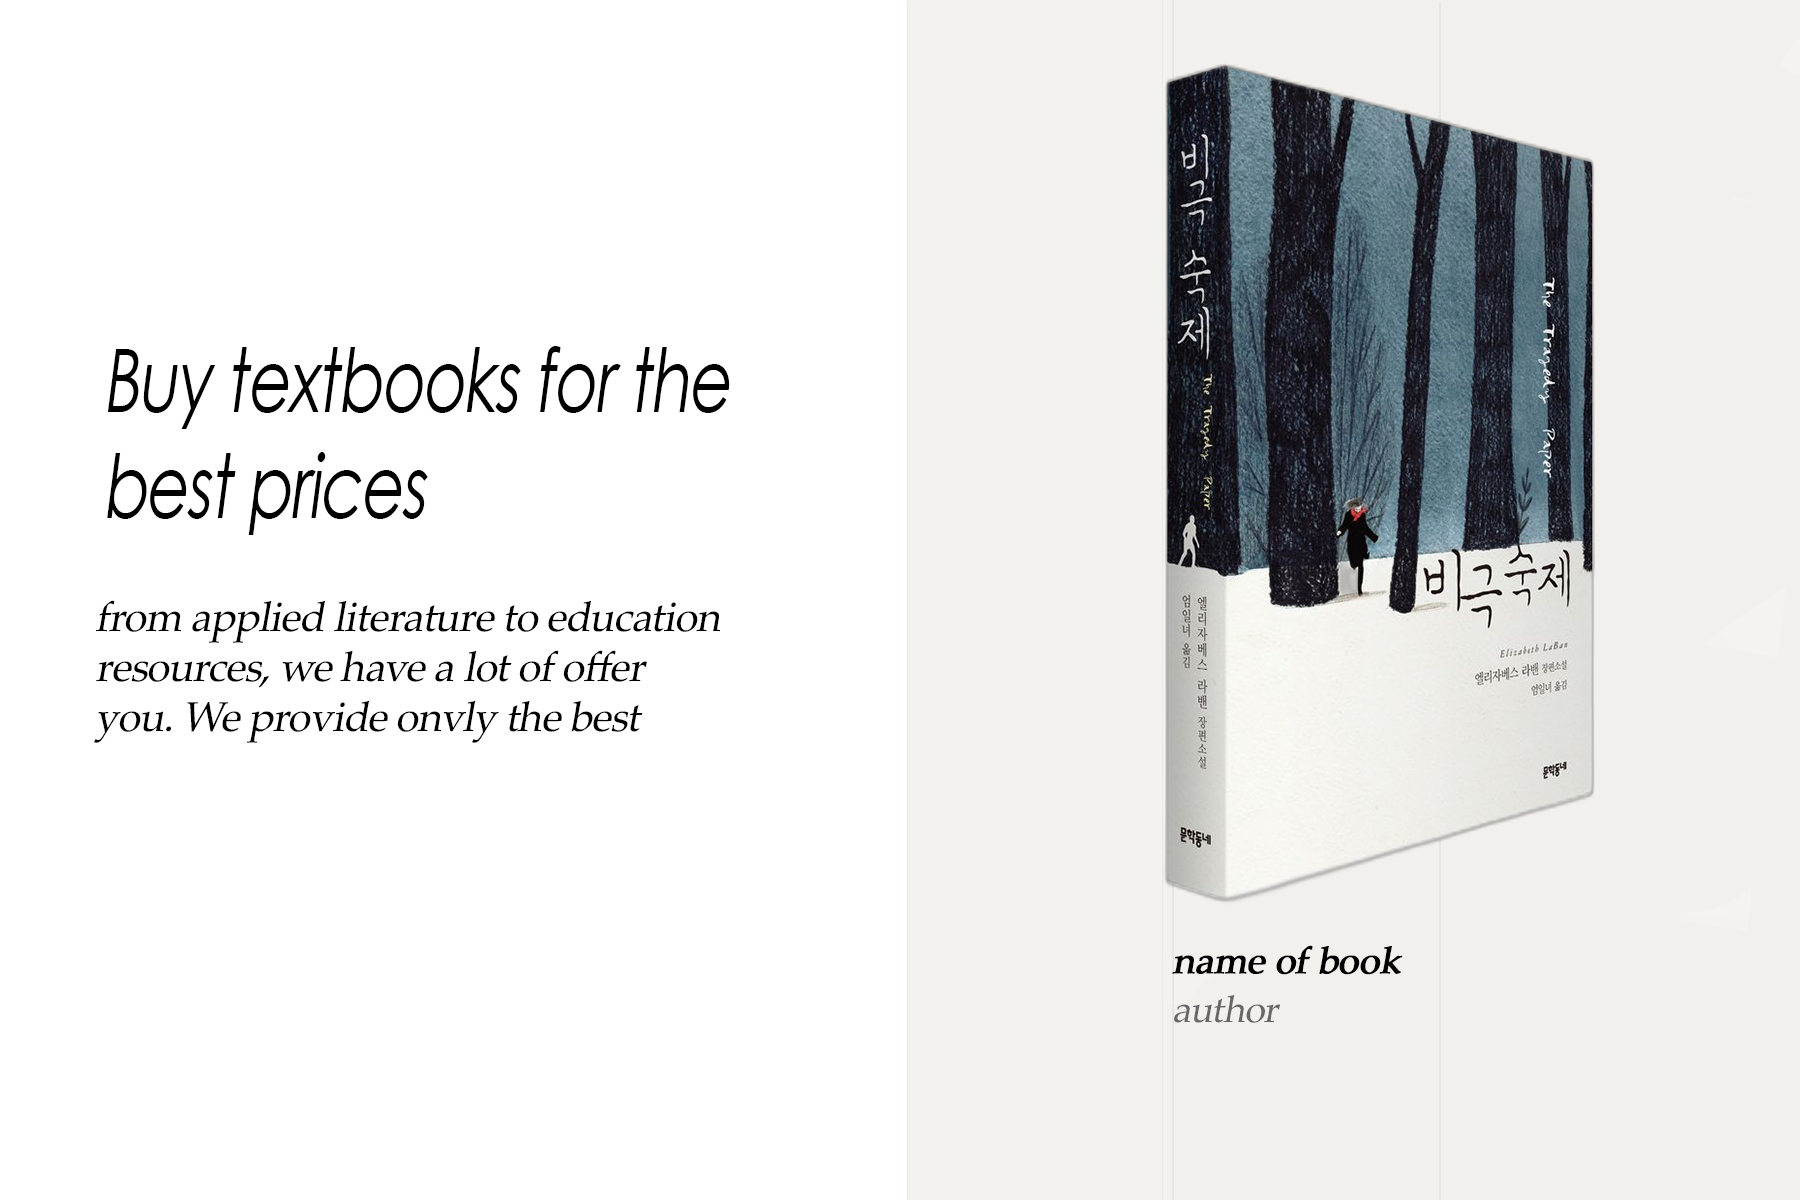 Buy textbooks for the
best prices
from applied literature to education
resources, we have a lot of offer
you. We provide onvly the best
비극 숙제
The Tragedy Paper
엘리자베스 라밴 장편소설
엄일녀 옮김
문학동네
The Tragedy Paper
비극숙제
Elizabeth LaBan
엘리자베스 라밴 장편소설
엄일녀 옮김
문학동네
name of book
author